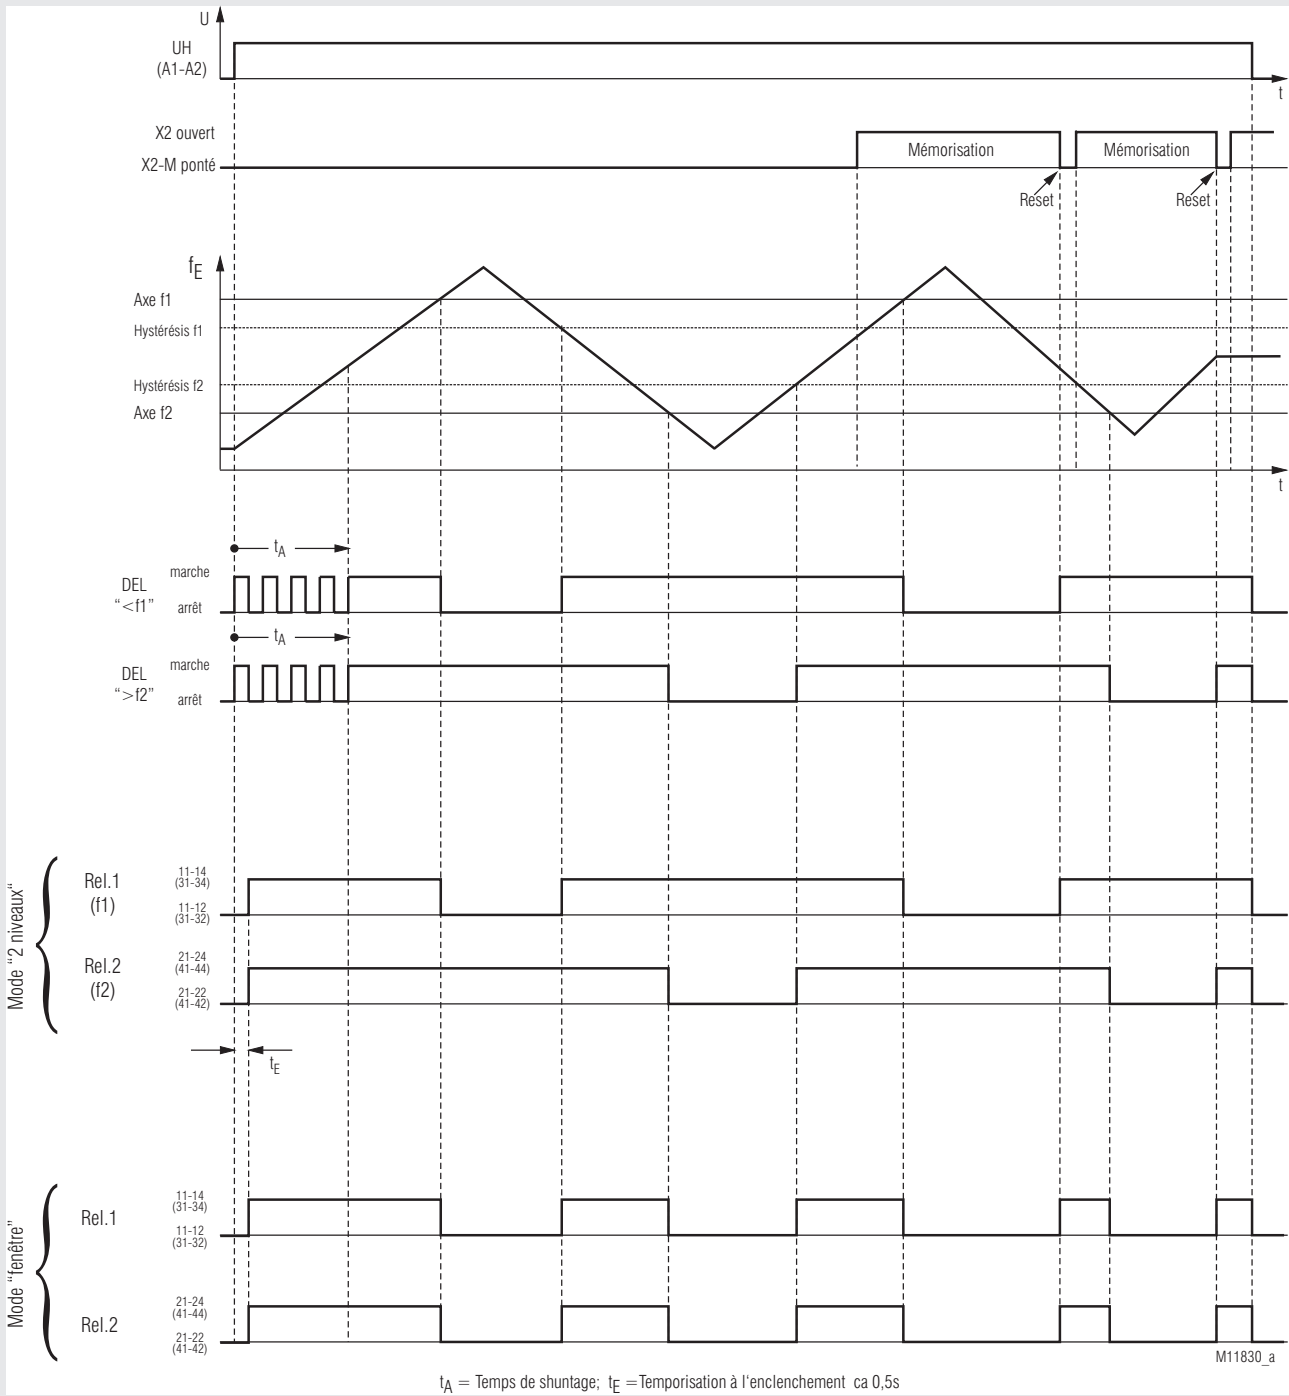 U
UH
(A1-A2)
t
X2 ouvert
Mémorisation
Mémorisation
X2-M ponté
Reset
Reset
fE
Axe f1
Hystérésis f1
Hystérésis f2
Axe f2
t
tA
DEL
“<f1”
marche
arrêt
tA
DEL
“>f2”
marche
arrêt
Mode “2 niveaux“
Rel.1
(f1)
11-14
(31-34)
11-12
(31-32)
Rel.2
(f2)
21-24
(41-44)
21-22
(41-42)
tE
Mode “fenêtre”
Rel.1
11-14
(31-34)
11-12
(31-32)
Rel.2
21-24
(41-44)
21-22
(41-42)
M11830_a
tA = Temps de shuntage; tE =Temporisation à l‘enclenchement ca 0,5s